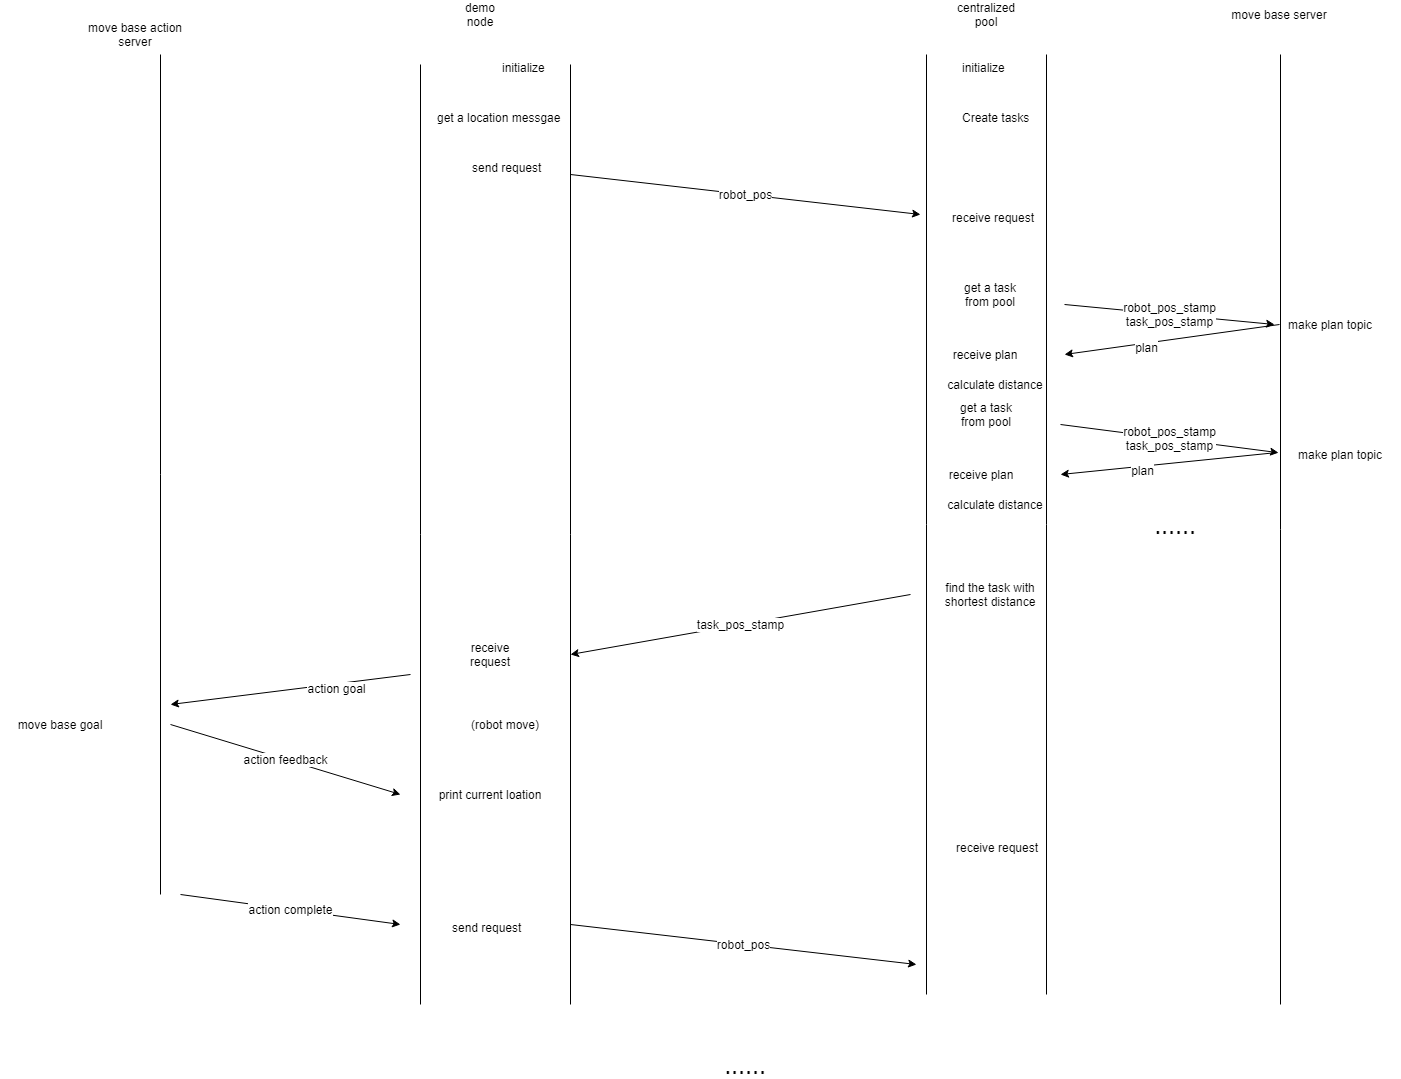 move base action
server
demo
node
centralized
pool
move base server
initialize
initialize
get a location messgae
Create tasks
send request
robot_pos
receive request
get a task
from pool
robot_pos_stamp
task_pos_stamp
make plan topic
plan
receive plan
calculate distance
get a task
from pool
robot_pos_stamp
task_pos_stamp
make plan topic
plan
receive plan
calculate distance
......
find the task with
shortest distance
task_pos_stamp
receive
request
action goal
move base goal
(robot move)
action feedback
print current loation
receive request
action complete
send request
robot_pos
......